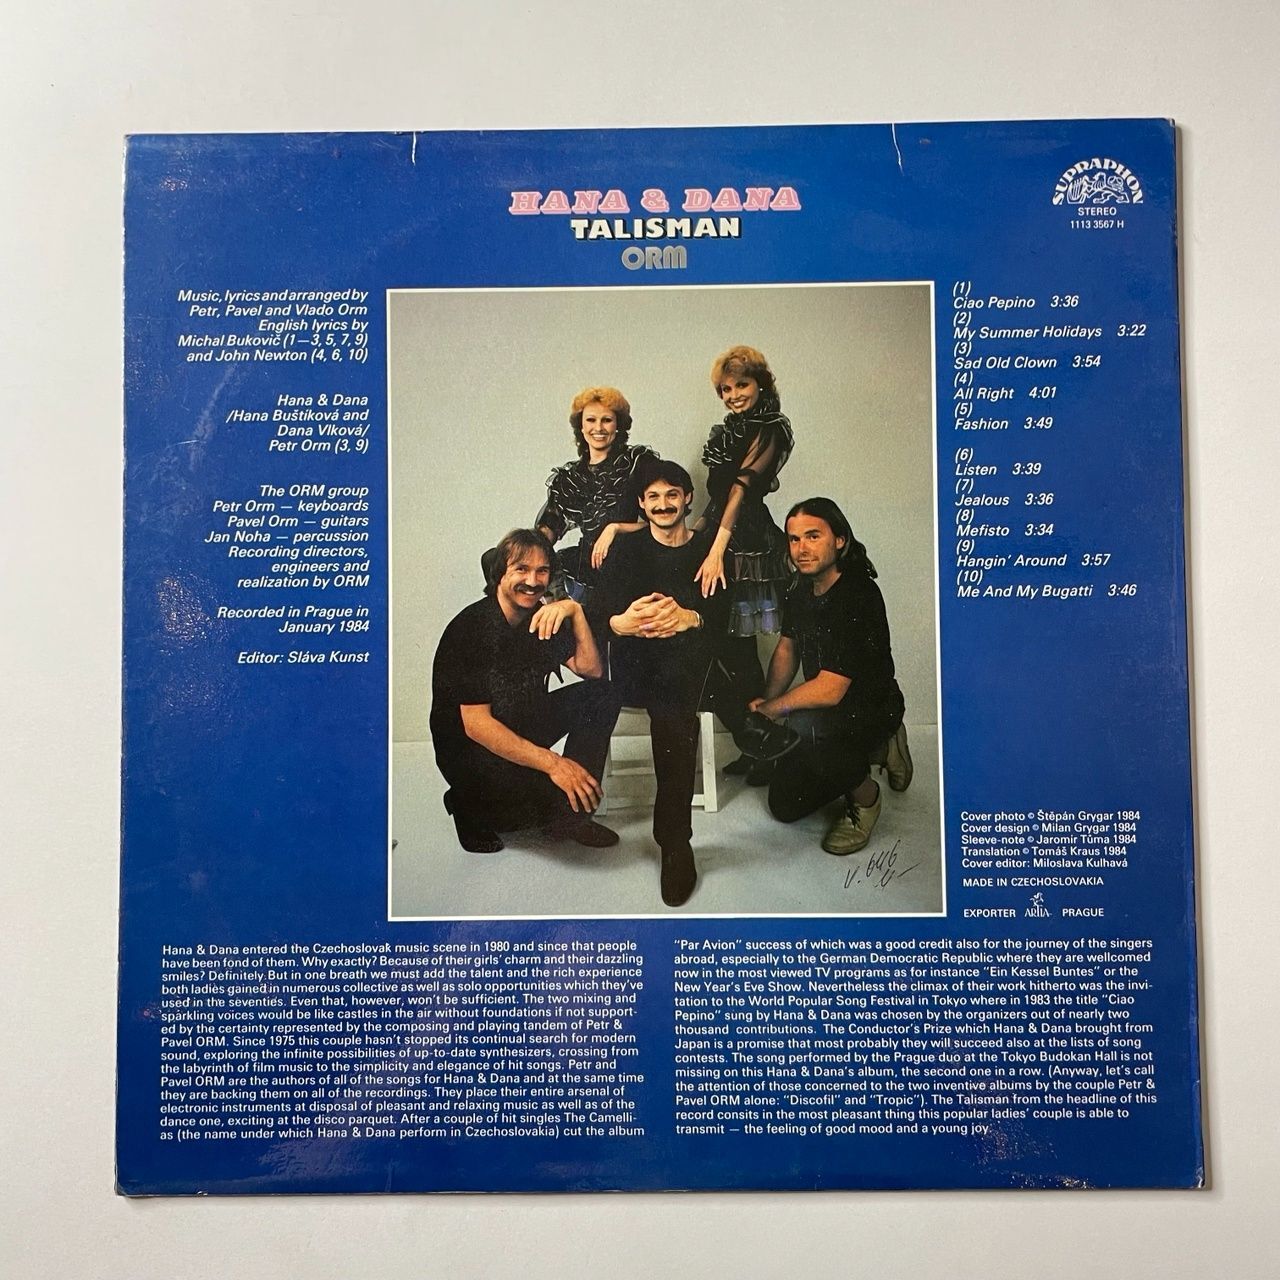 HANA & DANA
TALISMAN
ORM
SUPRAPHON
STEREO
1113 3567 H
Music, lyrics and arranged by
Petr, Pavel and Vlado Orm
English lyrics by
Michal Bukovič (1—3, 5, 7, 9)
and John Newton (4, 6, 10)
Hana & Dana
/Hana Buštíková and
Dana Vlková/
Petr Orm (3, 9)
The ORM group
Petr Orm — keyboards
Pavel Orm — guitars
Jan Noha — percussion
Recording directors,
engineers and
realization by ORM
Recorded in Prague in
January 1984
Editor: Sláva Kunst
(1)
Ciao Pepino 3:36
(2)
My Summer Holidays 3:22
(3)
Sad Old Clown 3:54
(4)
All Right 4:01
(5)
Fashion 3:49
(6)
Listen 3:39
(7)
Jealous 3:36
(8)
Mefisto 3:34
(9)
Hangin' Around 3:57
(10)
Me And My Bugatti 3:46
Cover photo © Štěpán Grygar 1984
Cover design © Milan Grygar 1984
Sleeve-note © Jaromír Tůma 1984
Translation © Tomáš Kraus 1984
Cover editor: Miloslava Kulhavá
MADE IN CZECHOSLOVAKIA
EXPORTER ARTIA PRAGUE
Hana & Dana entered the Czechoslovak music scene in 1980 and since that people
have been fond of them. Why exactly? Because of their girls' charm and their dazzling
smiles? Definitely. But in one breath we must add the talent and the rich experience
both ladies gained in numerous collective as well as solo opportunities which they've
used in the seventies. Even that, however, won't be sufficient. The two mixing and
sparkling voices would be like castles in the air without foundations if not support-
ed by the certainty represented by the composing and playing tandem of Petr &
Pavel ORM. Since 1975 this couple hasn't stopped its continual search for modern
sound, exploring the infinite possibilities of up-to-date synthesizers, crossing from
the labyrinth of film music to the simplicity and elegance of hit songs. Petr and
Pavel ORM are the authors of all of the songs for Hana & Dana and at the same time
they are backing them on all of the recordings. They place their entire arsenal of
electronic instruments at disposal of pleasant and relaxing music as well as of the
dance one, exciting at the disco parquet. After a couple of hit singles The Camelli-
as (the name under which Hana & Dana perform in Czechoslovakia) cut the album
"Par Avion" success of which was a good credit also for the journey of the singers
abroad, especially to the German Democratic Republic where they are wellcomed
now in the most viewed TV programs as for instance "Ein Kessel Buntes" or the
New Year's Eve Show. Nevertheless the climax of their work hitherto was the invi-
tation to the World Popular Song Festival in Tokyo where in 1983 the title "Ciao
Pepino" sung by Hana & Dana was chosen by the organizers out of nearly two
thousand contributions. The Conductor's Prize which Hana & Dana brought from
Japan is a promise that most probably they will succeed also at the lists of song
contests. The song performed by the Prague duo at the Tokyo Budokan Hall is not
missing on this Hana & Dana's album, the second one in a row. (Anyway, let's call
the attention of those concerned to the two inventive albums by the couple Petr &
Pavel ORM alone: "Discofil" and "Tropic"). The Talisman from the headline of this
record consits in the most pleasant thing this popular ladies' couple is able to
transmit — the feeling of good mood and a young joy.